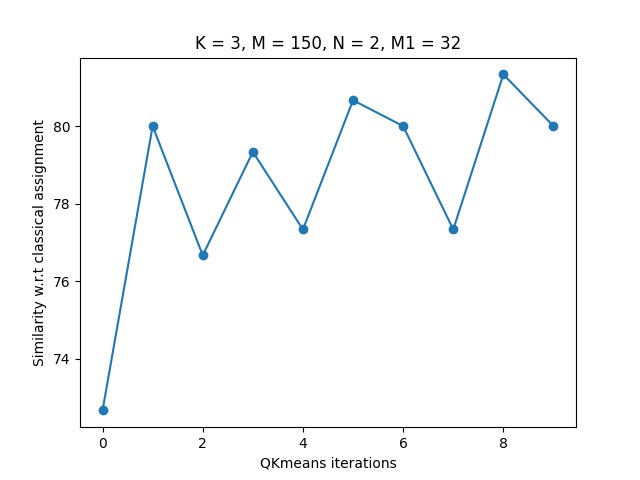 K = 3, M = 150, N = 2, M1 = 32
Similarity w.r.t classical assignment
80
78
76
74
0 2 4 6 8
QKmeans iterations